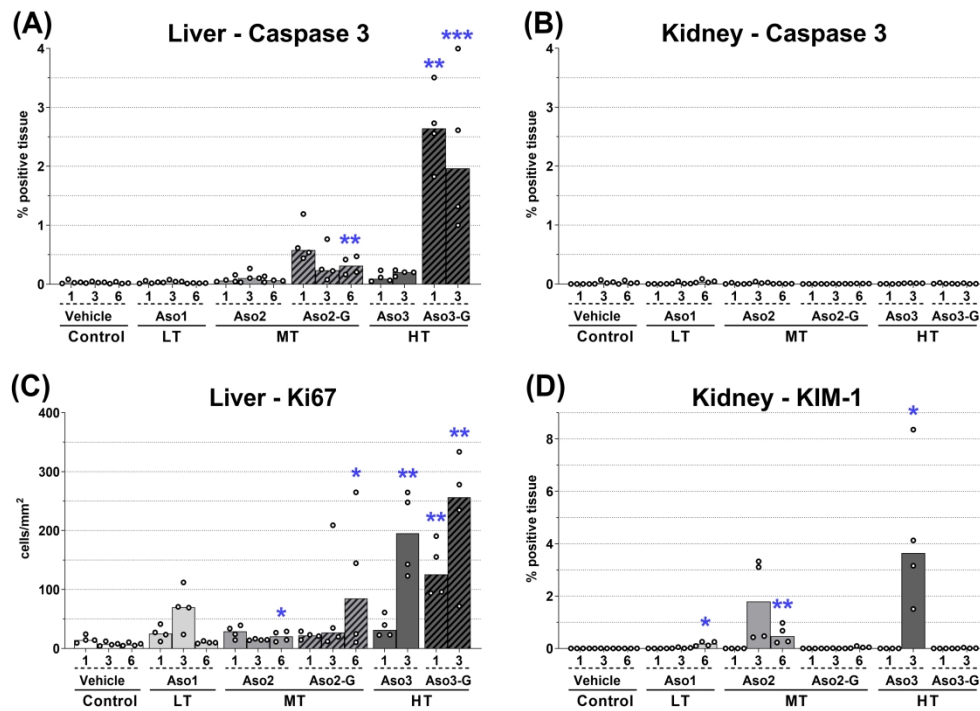 (A)
Liver - Caspase 3
% positive tissue
4
3
2
1
0
**
**
***
1 3 6 1 3 6 1 3 6 1 3 6 1 3 1 3
Vehicle Aso1 Aso2 Aso2-G Aso3 Aso3-G
Control LT MT HT
(B)
Kidney - Caspase 3
% positive tissue
4
3
2
1
0
1 3 6 1 3 6 1 3 6 1 3 6 1 3 1 3
Vehicle Aso1 Aso2 Aso2-G Aso3 Aso3-G
Control LT MT HT
(C)
Liver - Ki67
cells/mm²
400
300
200
100
0
*
*
**
**
**
1 3 6 1 3 6 1 3 6 1 3 6 1 3 1 3
Vehicle Aso1 Aso2 Aso2-G Aso3 Aso3-G
Control LT MT HT
(D)
Kidney - KIM-1
% positive tissue
8
6
4
2
0
*
**
*
1 3 6 1 3 6 1 3 6 1 3 6 1 3 1 3
Vehicle Aso1 Aso2 Aso2-G Aso3 Aso3-G
Control LT MT HT